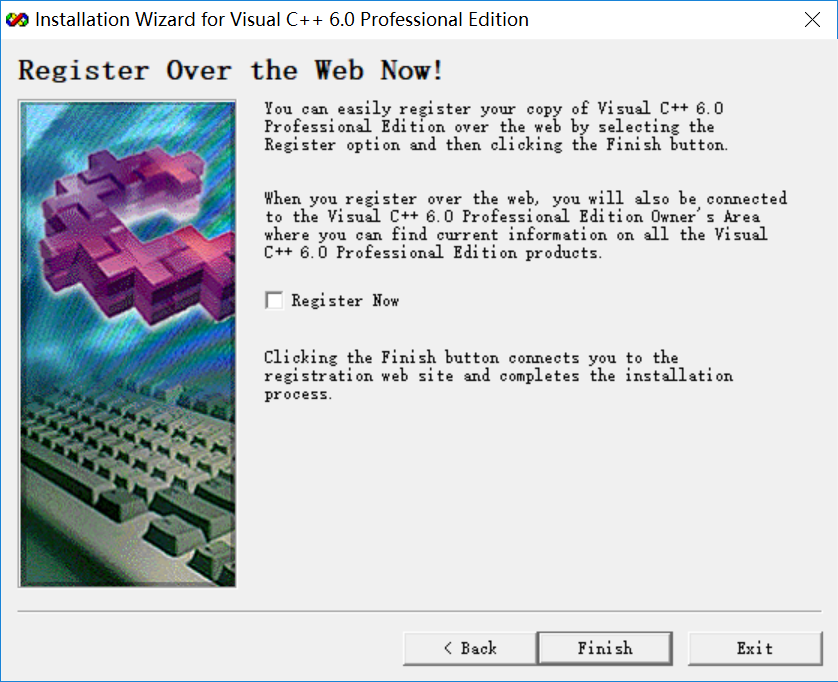 Installation Wizard for Visual C++ 6.0 Professional Edition
Register Over the Web Now!
You can easily register your copy of Visual C++ 6.0
Professional Edition over the web by selecting the
Register option and then clicking the Finish button.
When you register over the web, you will also be connected
to the Visual C++ 6.0 Professional Edition Owner's Area
where you can find current information on all the Visual
C++ 6.0 Professional Edition products.
Register Now
Clicking the Finish button connects you to the
registration web site and completes the installation
process.
< Back
Finish
Exit